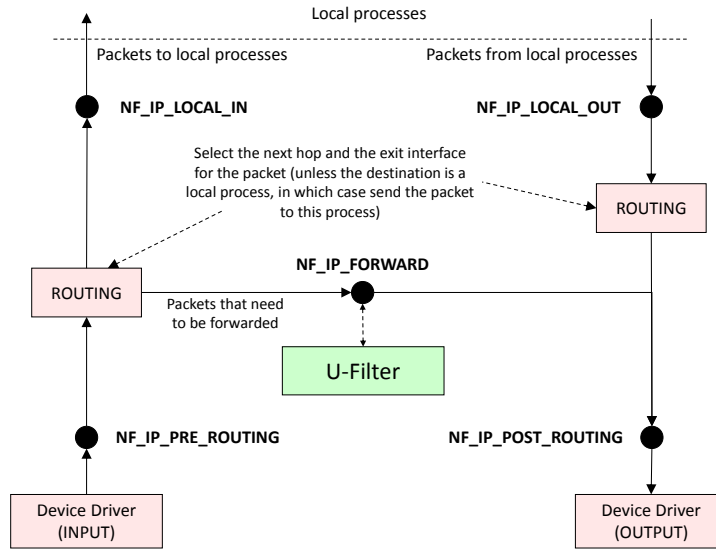 Local processes
Packets to local processes
Packets from local processes
NF_IP_LOCAL_IN
NF_IP_LOCAL_OUT
Select the next hop and the exit interface
for the packet (unless the destination is a
local process, in which case send the packet
to this process)
ROUTING
NF_IP_FORWARD
ROUTING
Packets that need
to be forwarded
U-Filter
NF_IP_PRE_ROUTING
NF_IP_POST_ROUTING
Device Driver
(INPUT)
Device Driver
(OUTPUT)